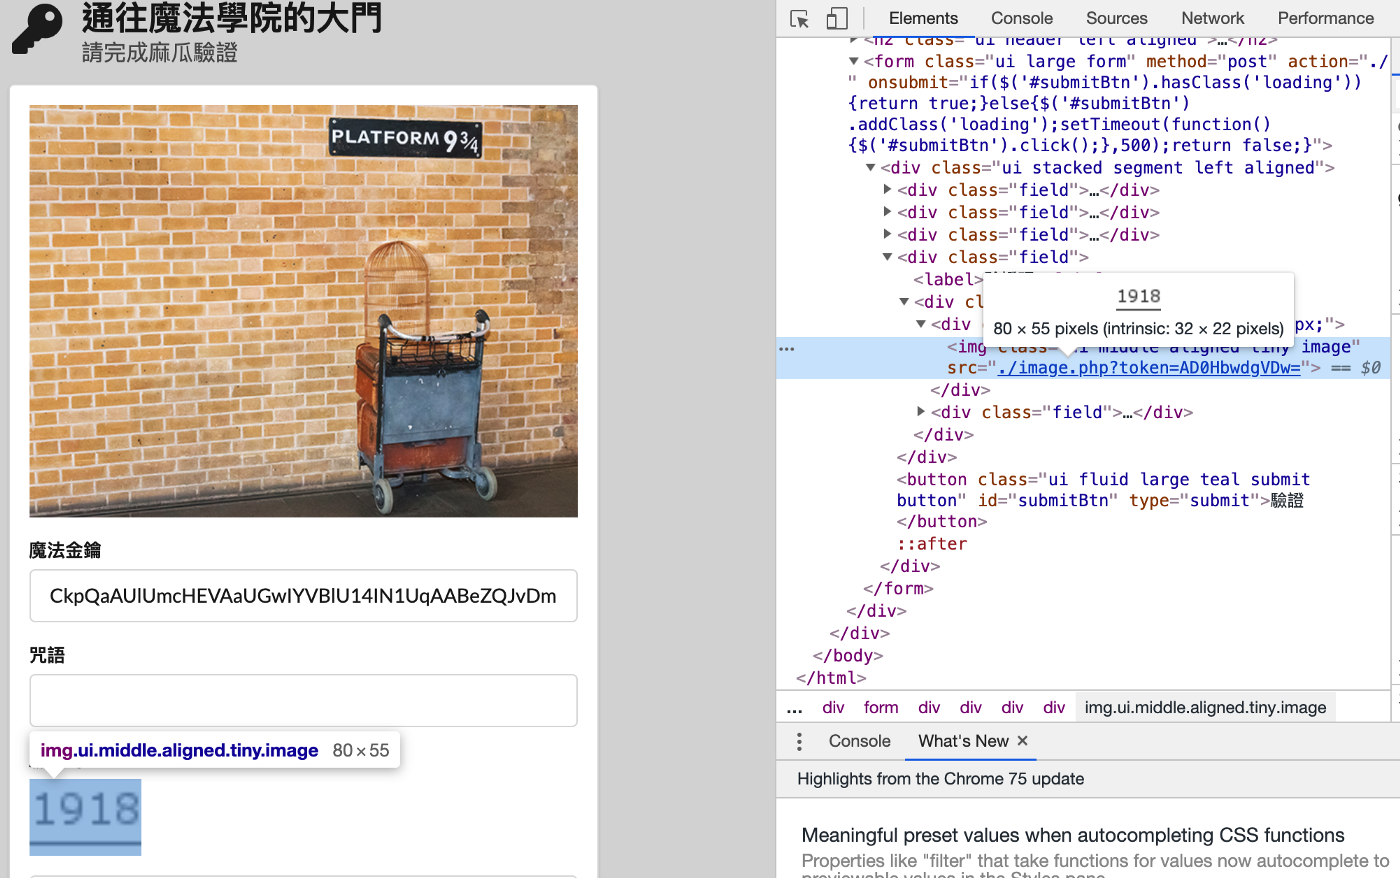 通往魔法學院的大門
請完成麻瓜驗證
PLATFORM 9¾
魔法金鑰
CkpQaAUlUmcHEVAaUGwIYVBlU14IN1UqAABeZQJvDm
咒語
img.ui.middle.aligned.tiny.image 80×55
1918
Elements Console Sources Network Performance
<h2 class="ui header left aligned">…</h2>
▼<form class="ui large form" method="post" action="./
" onsubmit="if($('#submitBtn').hasClass('loading'))
{return true;}else{$('#submitBtn')
.addClass('loading');setTimeout(function()
{$('#submitBtn').click();},500);return false;}">
▼<div class="ui stacked segment left aligned">
▶<div class="field">…</div>
▶<div class="field">…</div>
▶<div class="field">…</div>
▼<div class="field">
<label>
▼<div cl
▼<div
px;">
1918
80 × 55 pixels (intrinsic: 32 × 22 pixels)
… <img class="ui middle aligned tiny image"
src="./image.php?token=AD0HbwdgVDw="> == $0
</div>
▶<div class="field">…</div>
</div>
</div>
<button class="ui fluid large teal submit
button" id="submitBtn" type="submit">驗證
</button>
::after
</div>
</form>
</div>
</div>
</body>
</html>
… div form div div div div img.ui.middle.aligned.tiny.image
Console What's New ×
Highlights from the Chrome 75 update
Meaningful preset values when autocompleting CSS functions
Properties like "filter" that take functions for values now autocomplete to
previewable values in the Styles pane.